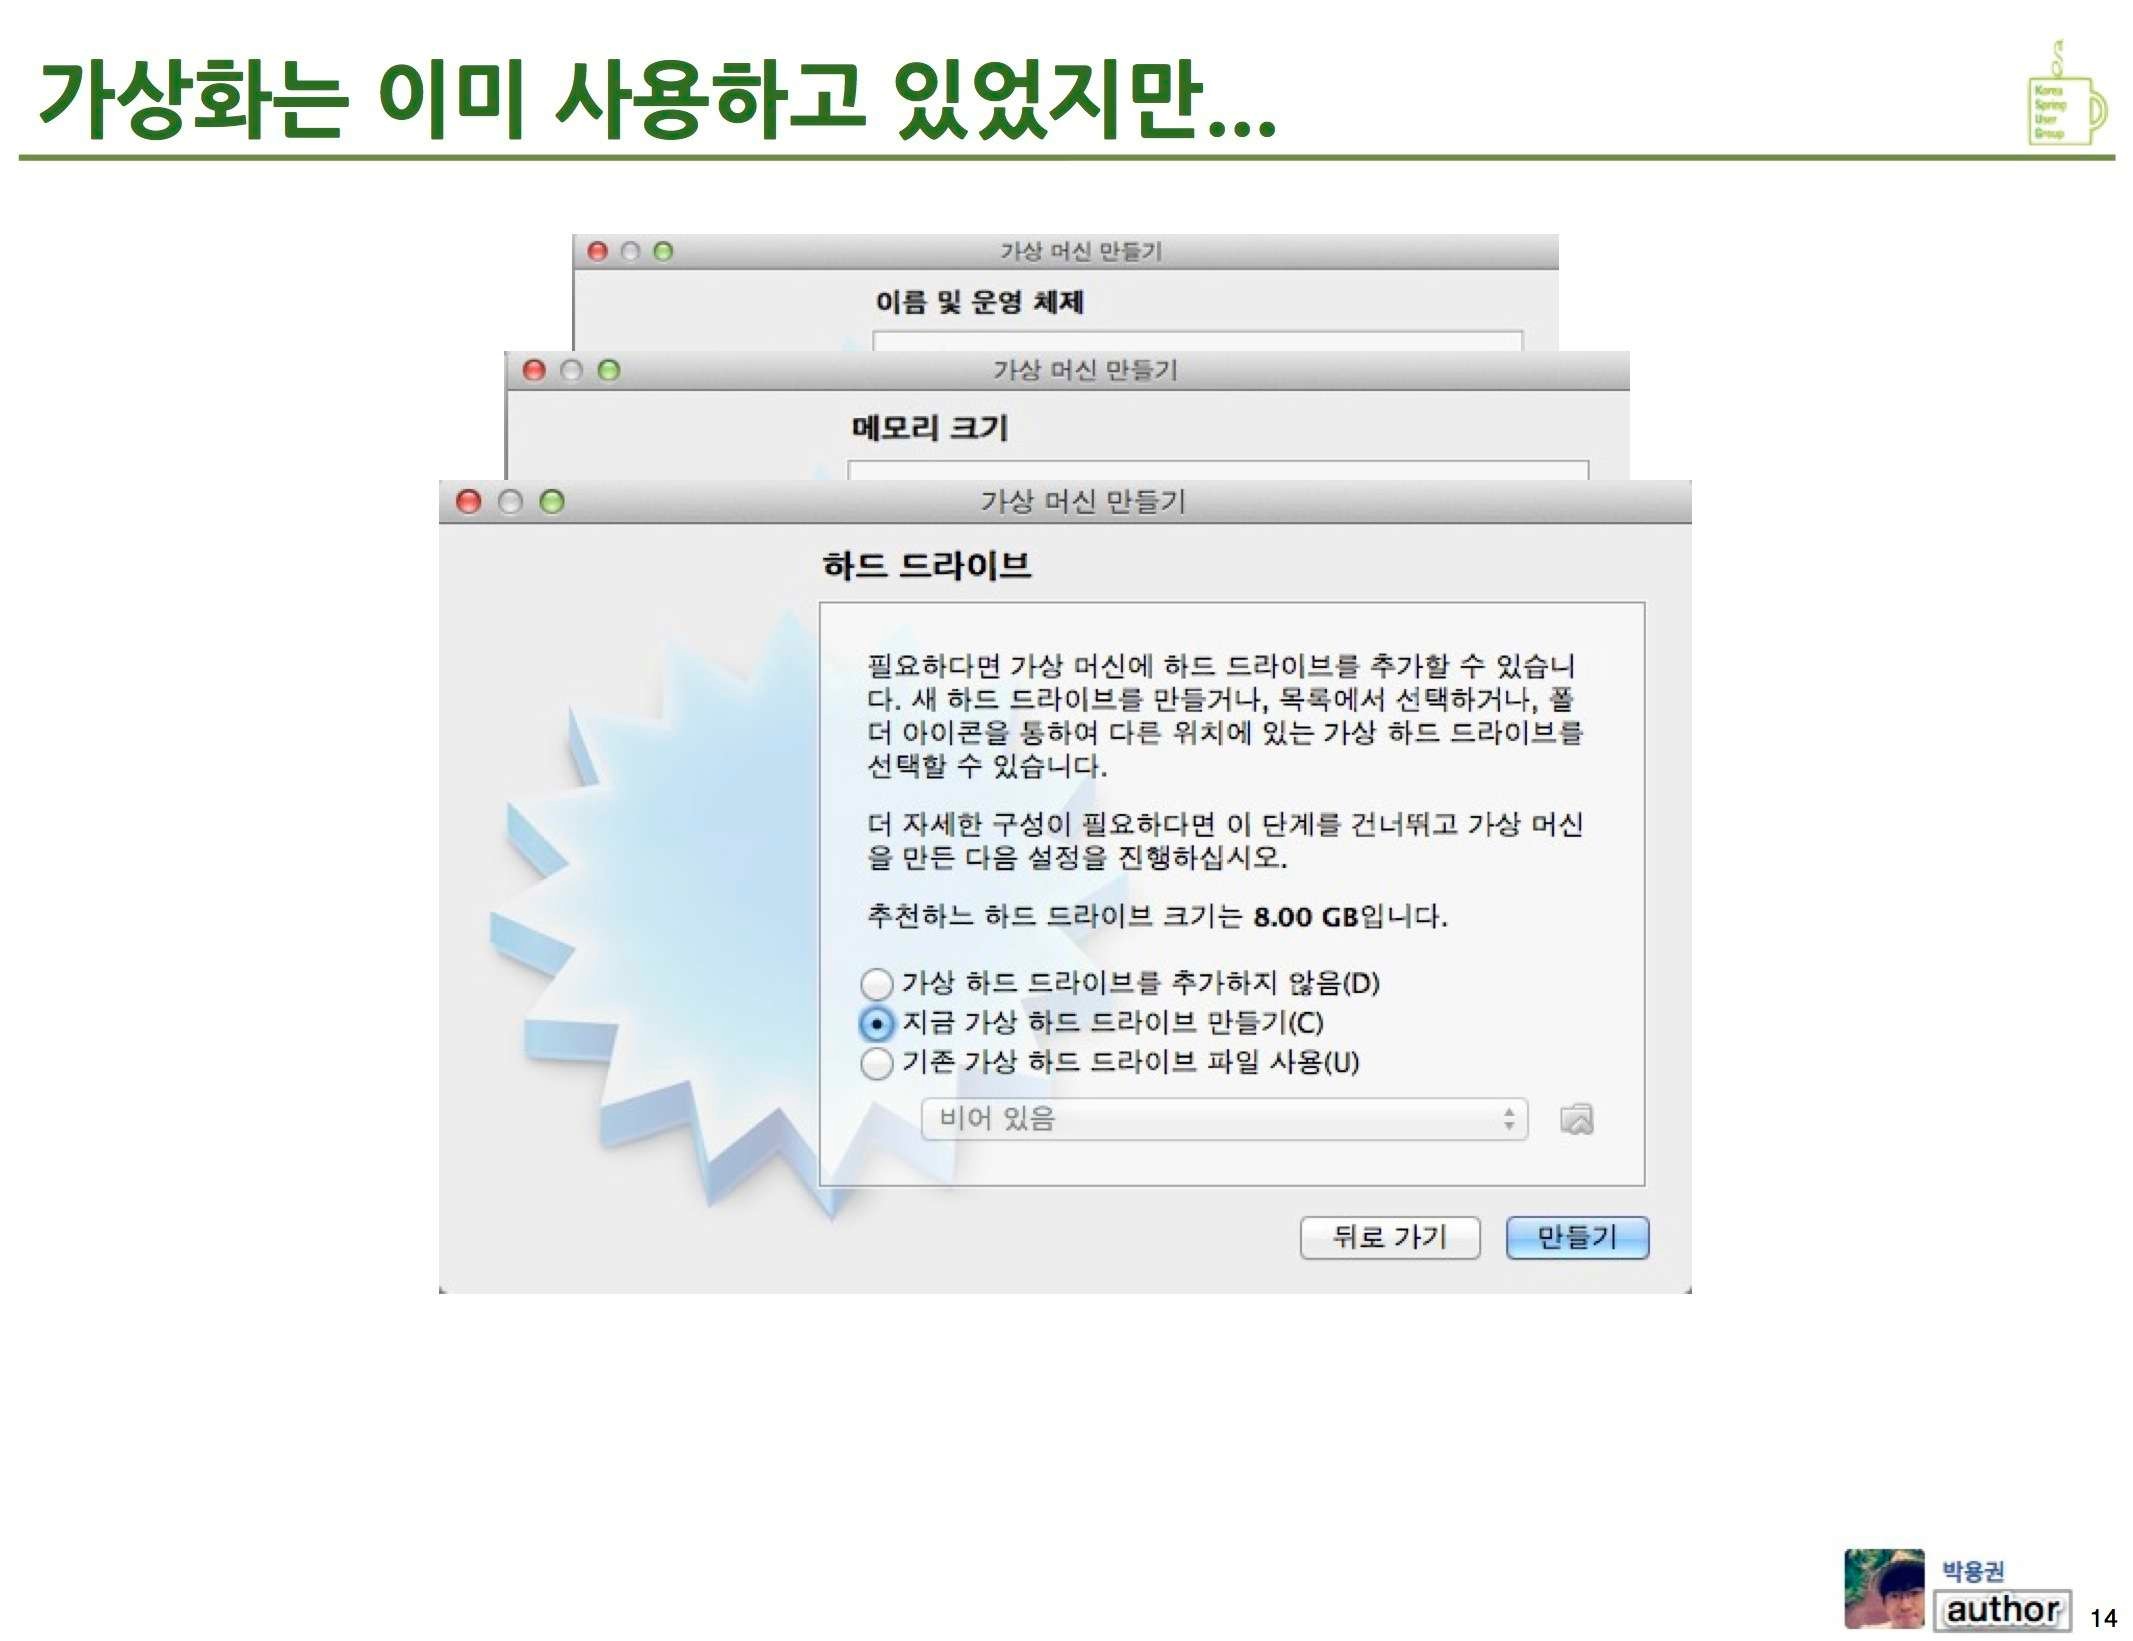 가상화는 이미 사용하고 있었지만...
Korea
Spring
User
Group
가상 머신 만들기
이름 및 운영 체제
가상 머신 만들기
메모리 크기
가상 머신 만들기
하드 드라이브
필요하다면 가상 머신에 하드 드라이브를 추가할 수 있습니
다. 새 하드 드라이브를 만들거나, 목록에서 선택하거나, 폴
더 아이콘을 통하여 다른 위치에 있는 가상 하드 드라이브를
선택할 수 있습니다.
더 자세한 구성이 필요하다면 이 단계를 건너뛰고 가상 머신
을 만든 다음 설정을 진행하십시오.
추천하느 하드 드라이브 크기는 8.00 GB입니다.
가상 하드 드라이브를 추가하지 않음(D)
지금 가상 하드 드라이브 만들기(C)
기존 가상 하드 드라이브 파일 사용(U)
비어 있음
뒤로 가기
만들기
박용권
author
14